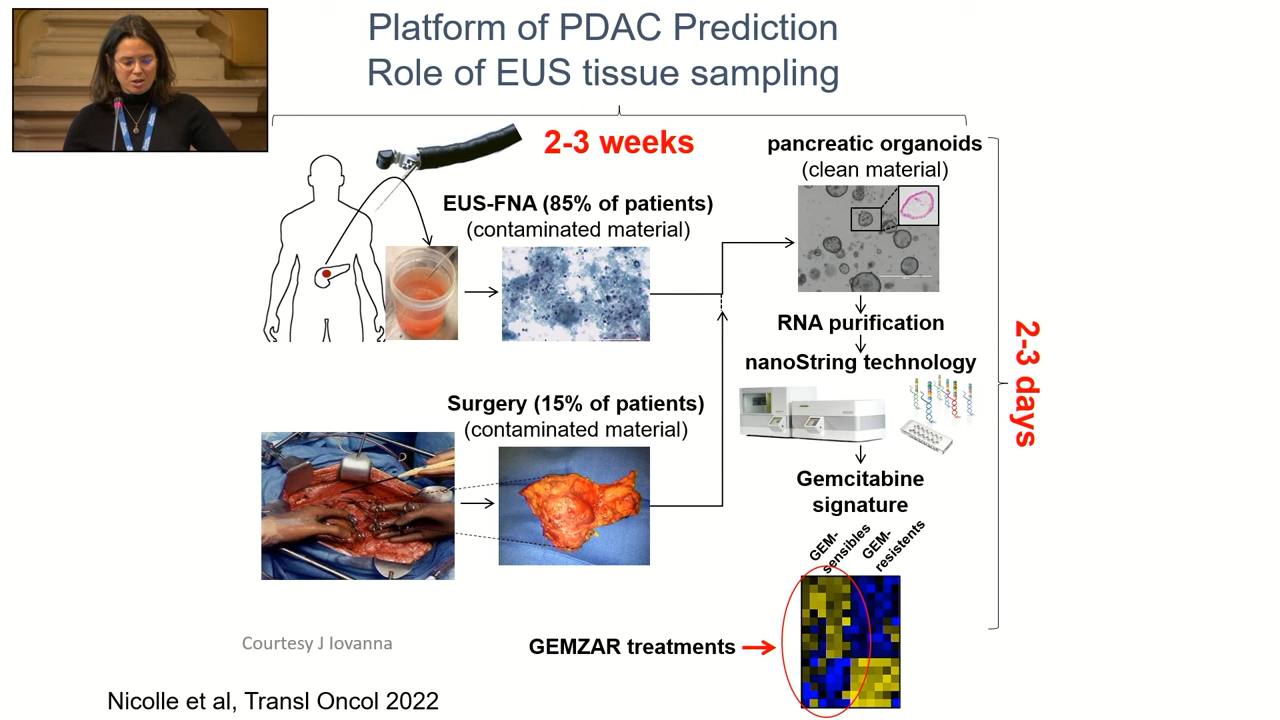 Platform of PDAC Prediction
Role of EUS tissue sampling
2-3 weeks
EUS-FNA (85% of patients)
(contaminated material)
Surgery (15% of patients)
(contaminated material)
pancreatic organoids
(clean material)
RNA purification
nanoString technology
Gemcitabine
signature
GEM-
sensibles
GEM-
resistents
2-3 days
GEMZAR treatments
Courtesy J Iovanna
Nicolle et al, Transl Oncol 2022